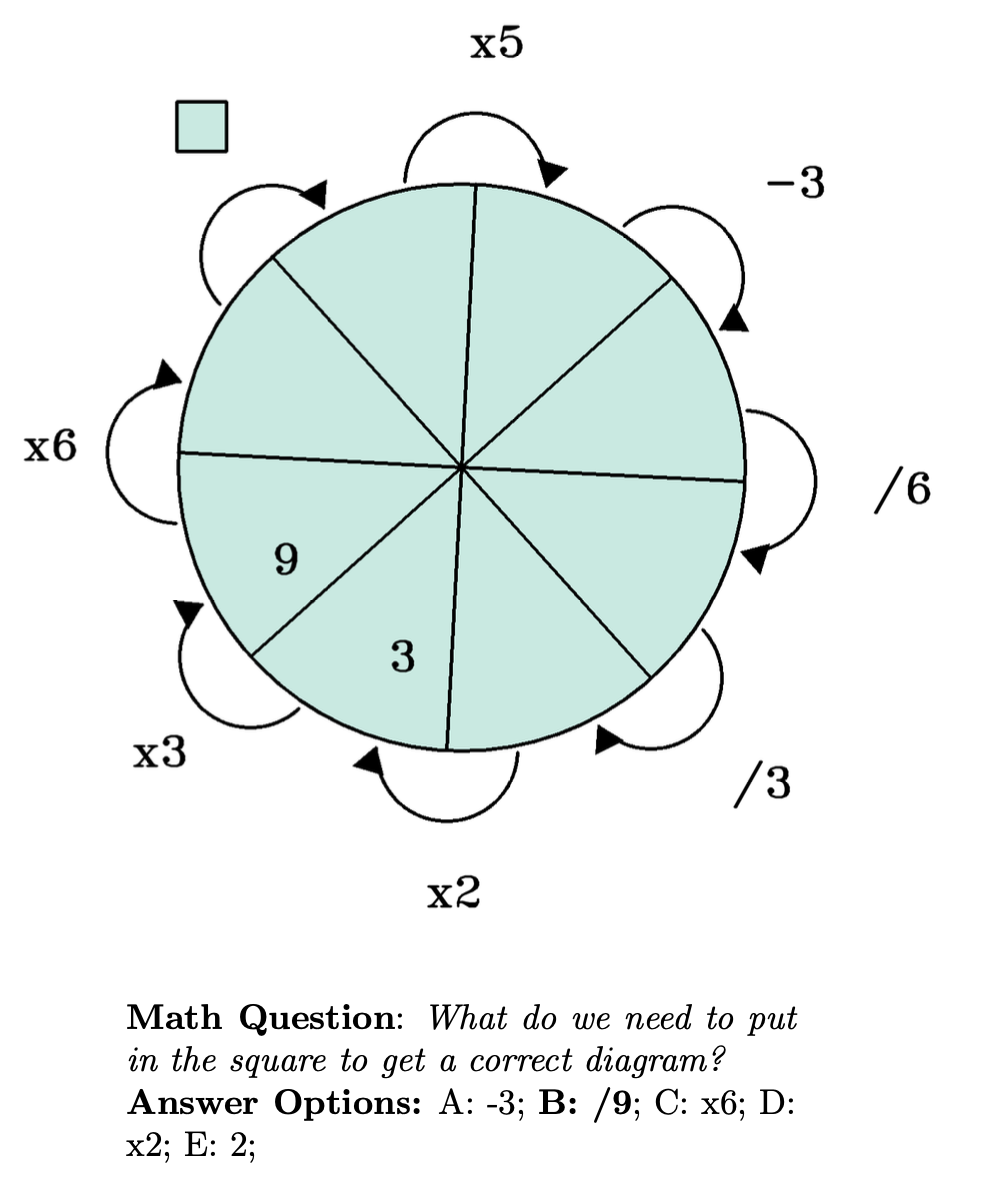 x5
−3
x6
/6
9
3
x3
/3
x2
Math Question: What do we need to put
in the square to get a correct diagram?
Answer Options: A: -3; B: /9; C: x6; D:
x2; E: 2;